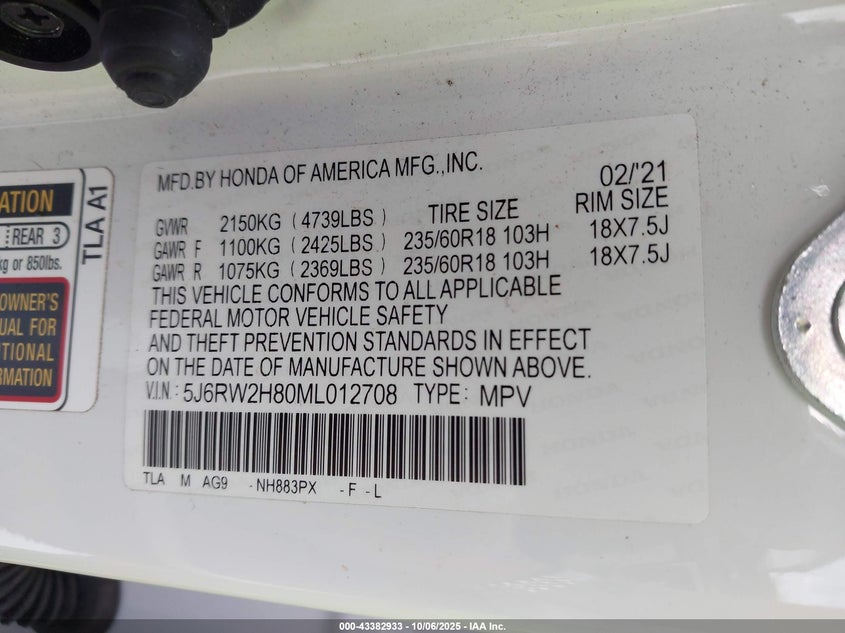 MFD.BY HONDA OF AMERICA MFG.,INC. 02/'21
GVWR 2150KG (4739LBS) TIRE SIZE RIM SIZE
GAWR F 1100KG (2425LBS) 235/60R18 103H 18X7.5J
GAWR R 1075KG (2369LBS) 235/60R18 103H 18X7.5J
THIS VEHICLE CONFORMS TO ALL APPLICABLE
FEDERAL MOTOR VEHICLE SAFETY
AND THEFT PREVENTION STANDARDS IN EFFECT
ON THE DATE OF MANUFACTURE SHOWN ABOVE.
V.I.N.: 5J6RW2H80ML012708 TYPE: MPV
TLA M AG9 -NH883PX -F -L
REAR 3
kg or 850lbs.
OWNER'S
FOR
TLA A1
000-43382933 - 10/06/2025 - IAA Inc.